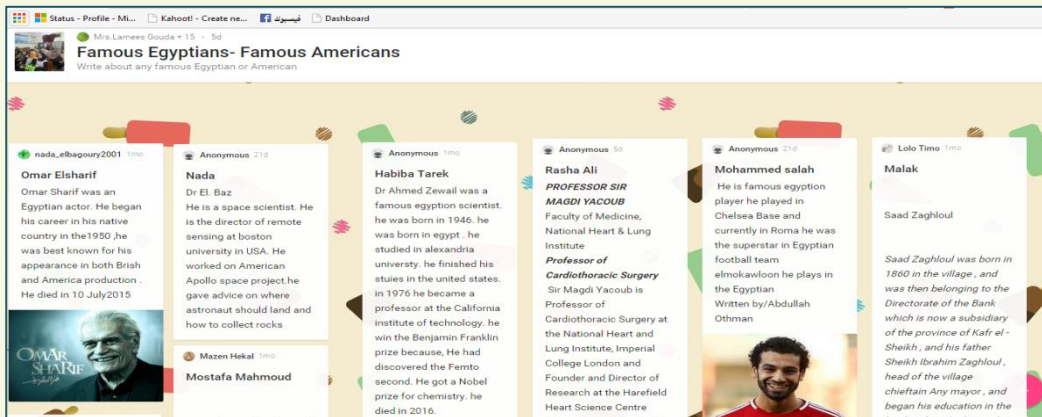 Status - Profile - Mi...
Kahoot! - Create ne...
فيسبوك
Dashboard
Mrs.Lamees Gouda + 15 - 5d
Famous Egyptians- Famous Americans
Write about any famous Egyptian or American
nada_elbagoury2001 1mo
Omar Elsharif
Omar Sharif was an
Egyptian actor. He began
his career in his native
country in the1950 ,he
was best known for his
appearance in both Brish
and America production .
He died in 10 July2015
OMAR
SHARIF
Anonymous 21d
Nada
Dr El. Baz
He is a space scientist. He
is the director of remote
sensing at boston
university in USA. He
worked on American
Apollo space project.he
gave advice on where
astronaut should land and
how to collect rocks
Mazen Hekal 1mo
Mostafa Mahmoud
Anonymous 1mo
Habiba Tarek
Dr Ahmed Zewail was a
famous egyption scientist.
he was born in 1946. he
was born in egypt . he
studied in alexandria
universty. he finished his
stuies in the united states.
in 1976 he became a
professor at the California
institute of technology. he
win the Benjamin Franklin
prize because, He had
discovered the Femto
second. He got a Nobel
prize for chemistry. he
died in 2016.
Anonymous 6d
Rasha Ali
PROFESSOR SIR
MAGDI YACOUB
Faculty of Medicine,
National Heart & Lung
Institute
Professor of
Cardiothoracic Surgery
Sir Magdi Yacoub is
Professor of
Cardiothoracic Surgery at
the National Heart and
Lung Institute, Imperial
College London and
Founder and Director of
Research at the Harefield
Heart Science Centre
Anonymous 21d
Mohammed salah
He is famous egyption
player he played in
Chelsea Base and
currently in Roma he was
the superstar in Egyptian
football team
elmokawloon he plays in
the Egyptian
Written by/Abdullah
Othman
Lolo Timo 1mo
Malak
Saad Zaghloul
Saad Zaghloul was born in
1860 in the village , and
was then belonging to the
Directorate of the Bank
which is now a subsidiary
of the province of Kafr el -
Sheikh , and his father
Sheikh Ibrahim Zaghloul ,
head of the village
chieftain Any mayor , and
began his education in the